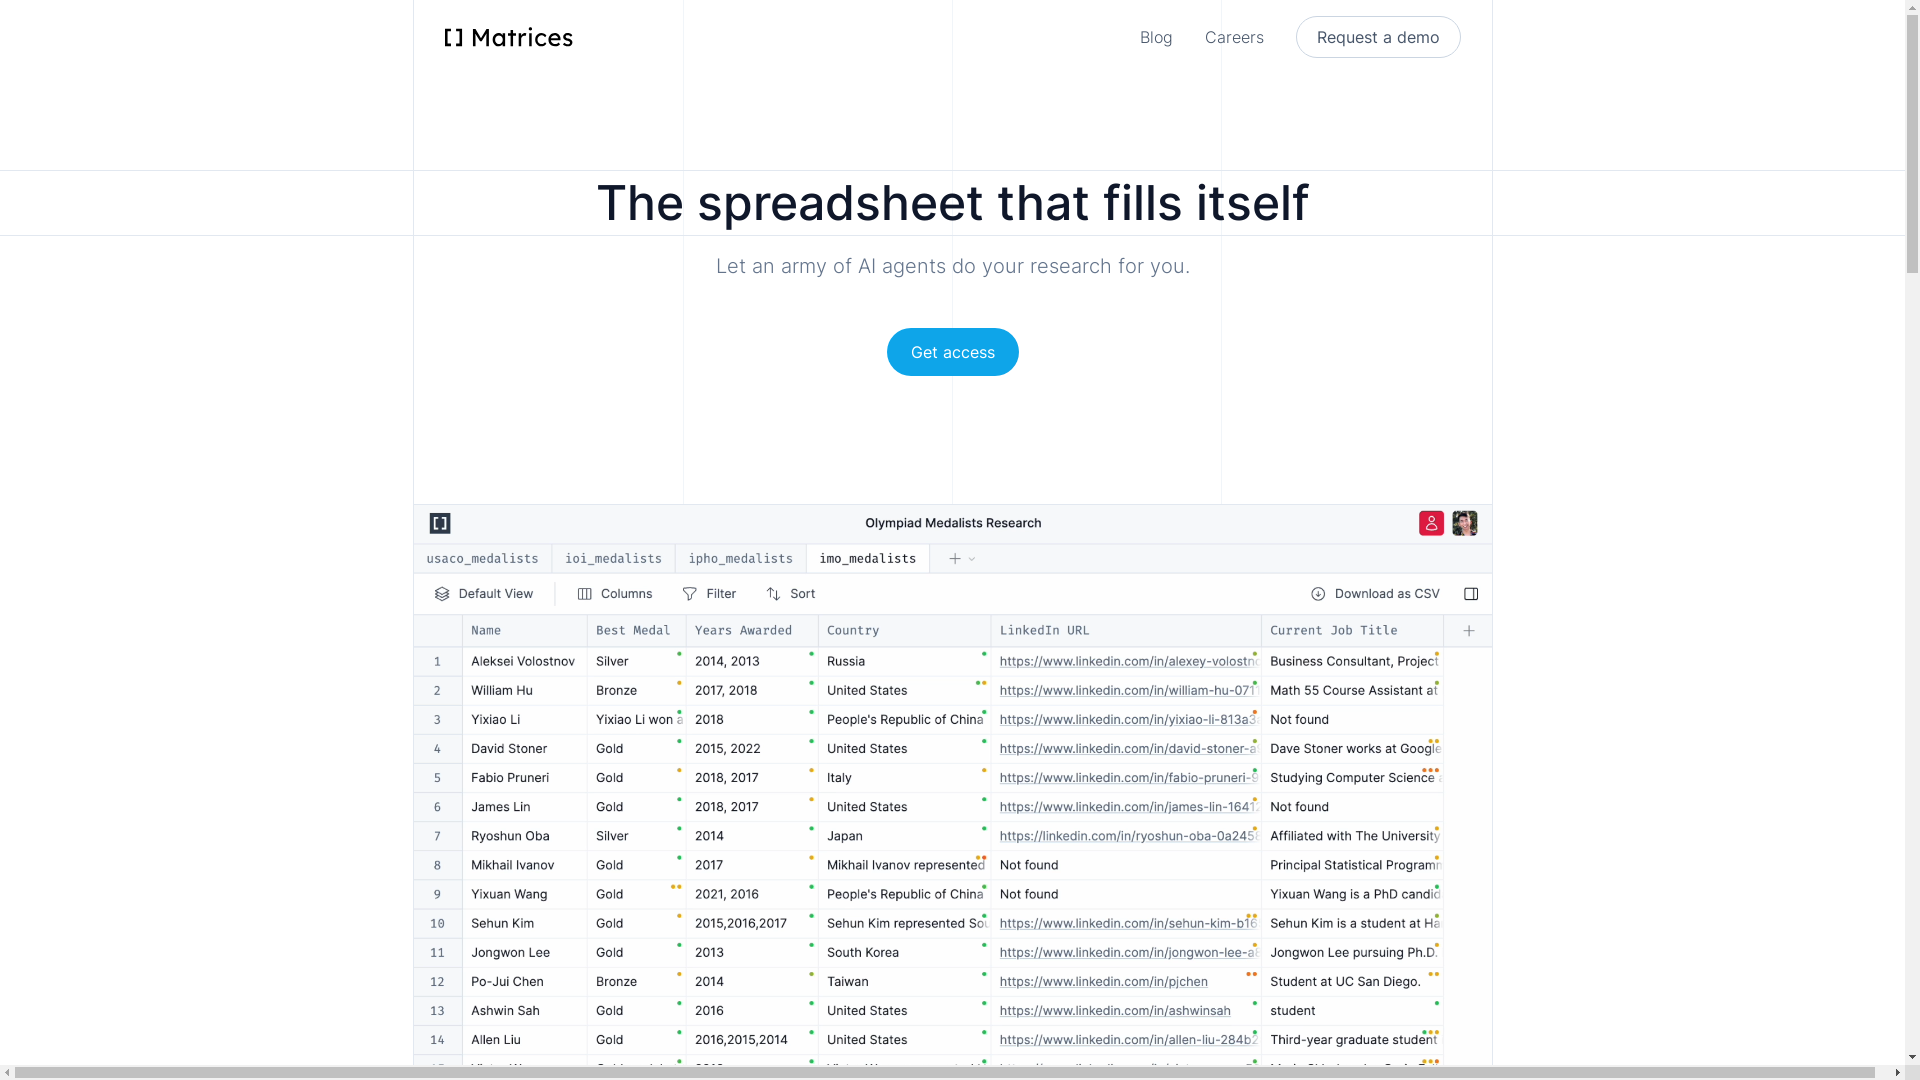 [] Matrices
Blog Careers Request a demo
The spreadsheet that fills itself
Let an army of AI agents do your research for you.
Get access
Olympiad Medalists Research
usaco_medalists ioi_medalists ipho_medalists imo_medalists
Default View Columns Filter Sort Download as CSV
Name Best Medal Years Awarded Country LinkedIn URL Current Job Title
1 Aleksei Volostnov Silver 2014, 2013 Russia https://www.linkedin.com/in/alexey-volostn Business Consultant, Project
2 William Hu Bronze 2017, 2018 United States https://www.linkedin.com/in/william-hu-071 Math 55 Course Assistant at
3 Yixiao Li Yixiao Li won a 2018 People's Republic of China https://www.linkedin.com/in/yixiao-li-813a3 Not found
4 David Stoner Gold 2015, 2022 United States https://www.linkedin.com/in/david-stoner-a Dave Stoner works at Google
5 Fabio Pruneri Gold 2018, 2017 Italy https://www.linkedin.com/in/fabio-pruneri-9 Studying Computer Science
6 James Lin Gold 2018, 2017 United States https://www.linkedin.com/in/james-lin-1641 Not found
7 Ryoshun Oba Silver 2014 Japan https://linkedin.com/in/ryoshun-oba-0a245 Affiliated with The University
8 Mikhail Ivanov Gold 2017 Mikhail Ivanov represented Not found Principal Statistical Program
9 Yixuan Wang Gold 2021, 2016 People's Republic of China Not found Yixuan Wang is a PhD candid
10 Sehun Kim Gold 2015,2016,2017 Sehun Kim represented Sou https://www.linkedin.com/in/sehun-kim-b16 Sehun Kim is a student at Ha
11 Jongwon Lee Gold 2013 South Korea https://www.linkedin.com/in/jongwon-lee-a Jongwon Lee pursuing Ph.D.
12 Po-Jui Chen Bronze 2014 Taiwan https://www.linkedin.com/in/pjchen Student at UC San Diego.
13 Ashwin Sah Gold 2016 United States https://www.linkedin.com/in/ashwinsah student
14 Allen Liu Gold 2016,2015,2014 United States https://www.linkedin.com/in/allen-liu-284b2 Third-year graduate student